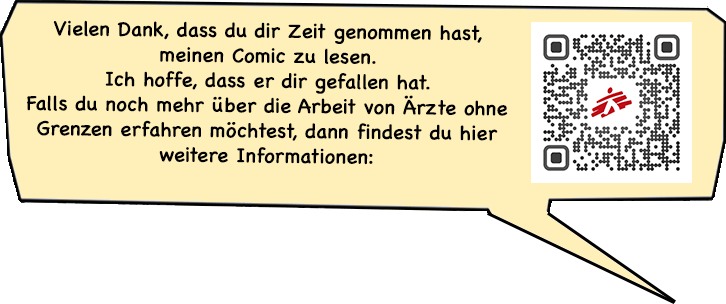 Vielen Dank, dass du dir Zeit genommen hast,
meinen Comic zu lesen.
Ich hoffe, dass er dir gefallen hat.
Falls du noch mehr über die Arbeit von Ärzte ohne
Grenzen erfahren möchtest, dann findest du hier
weitere Informationen: